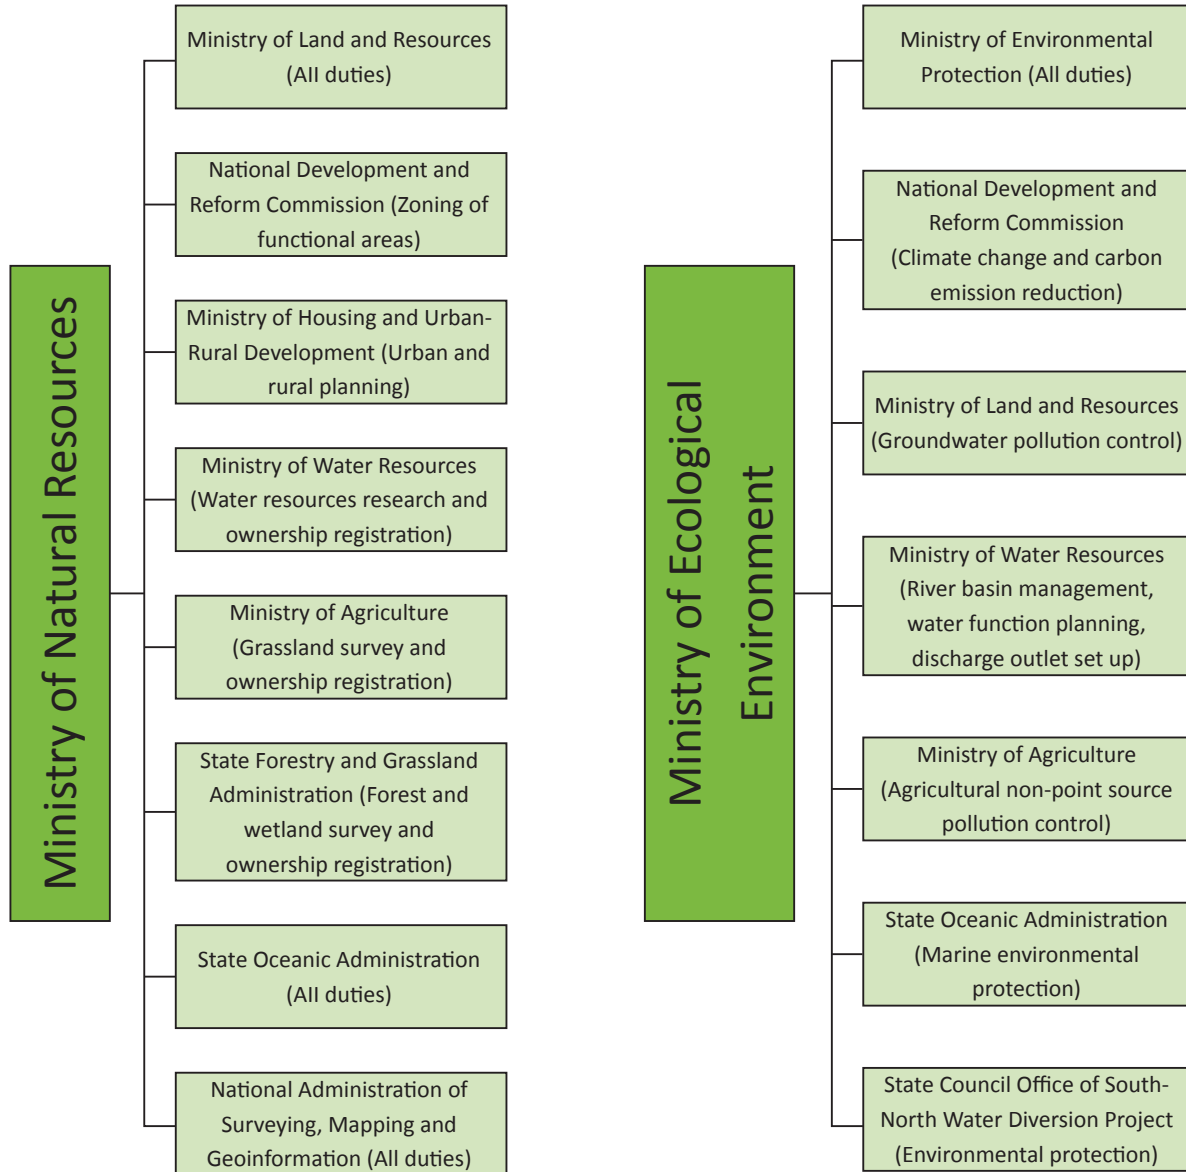 Ministry of Natural Resources
Ministry of Land and Resources
(All duties)
National Development and
Reform Commission (Zoning of
functional areas)
Ministry of Housing and Urban-
Rural Development (Urban and
rural planning)
Ministry of Water Resources
(Water resources research and
ownership registration)
Ministry of Agriculture
(Grassland survey and
ownership registration)
State Forestry and Grassland
Administration (Forest and
wetland survey and
ownership registration)
State Oceanic Administration
(All duties)
National Administration of
Surveying, Mapping and
Geoinformation (All duties)
Ministry of Ecological
Environment
Ministry of Environmental
Protection (All duties)
National Development and
Reform Commission
(Climate change and carbon
emission reduction)
Ministry of Land and Resources
(Groundwater pollution control)
Ministry of Water Resources
(River basin management,
water function planning,
discharge outlet set up)
Ministry of Agriculture
(Agricultural non-point source
pollution control)
State Oceanic Administration
(Marine environmental
protection)
State Council Office of South-
North Water Diversion Project
(Environmental protection)